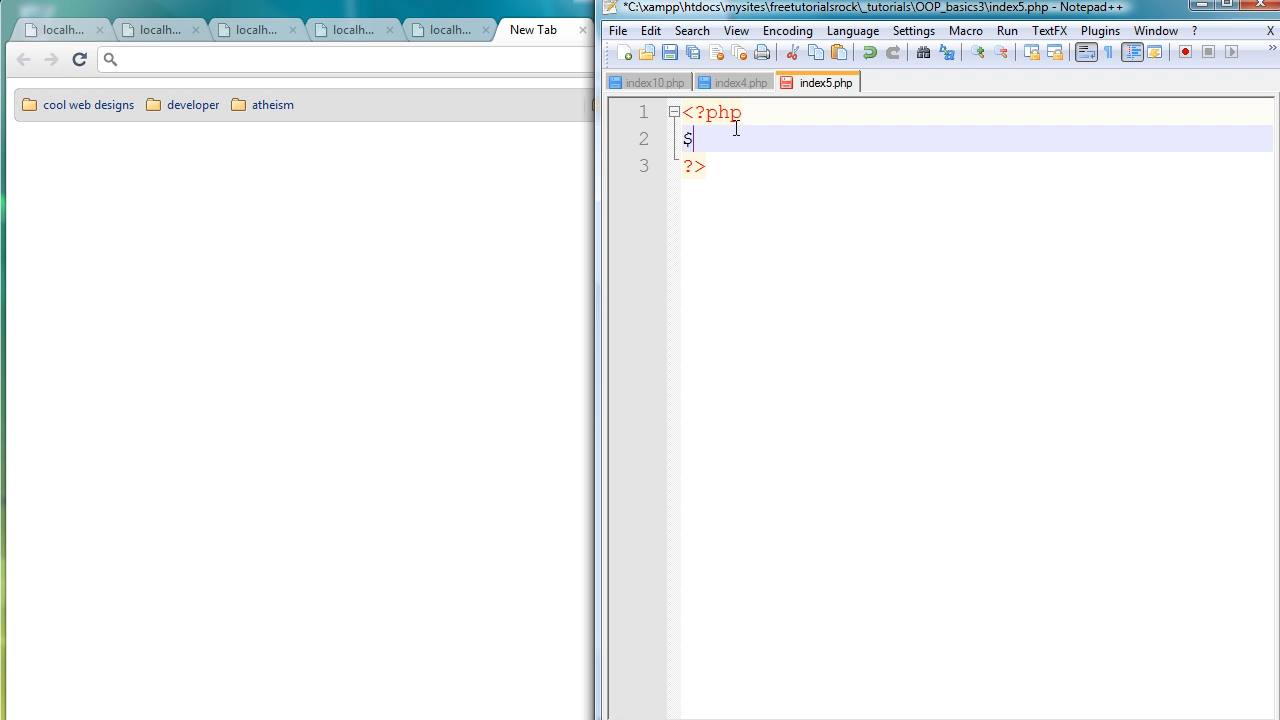 localh... localh... localh... localh... localh... New Tab
cool web designs developer atheism
*C:\xampp\htdocs\mysites\freetutorialsrock\_tutorials\OOP_basics3\index5.php - Notepad++
File Edit Search View Encoding Language Settings Macro Run TextFX Plugins Window ? X
index10.php index4.php index5.php
1 <?php
2 $
3 ?>